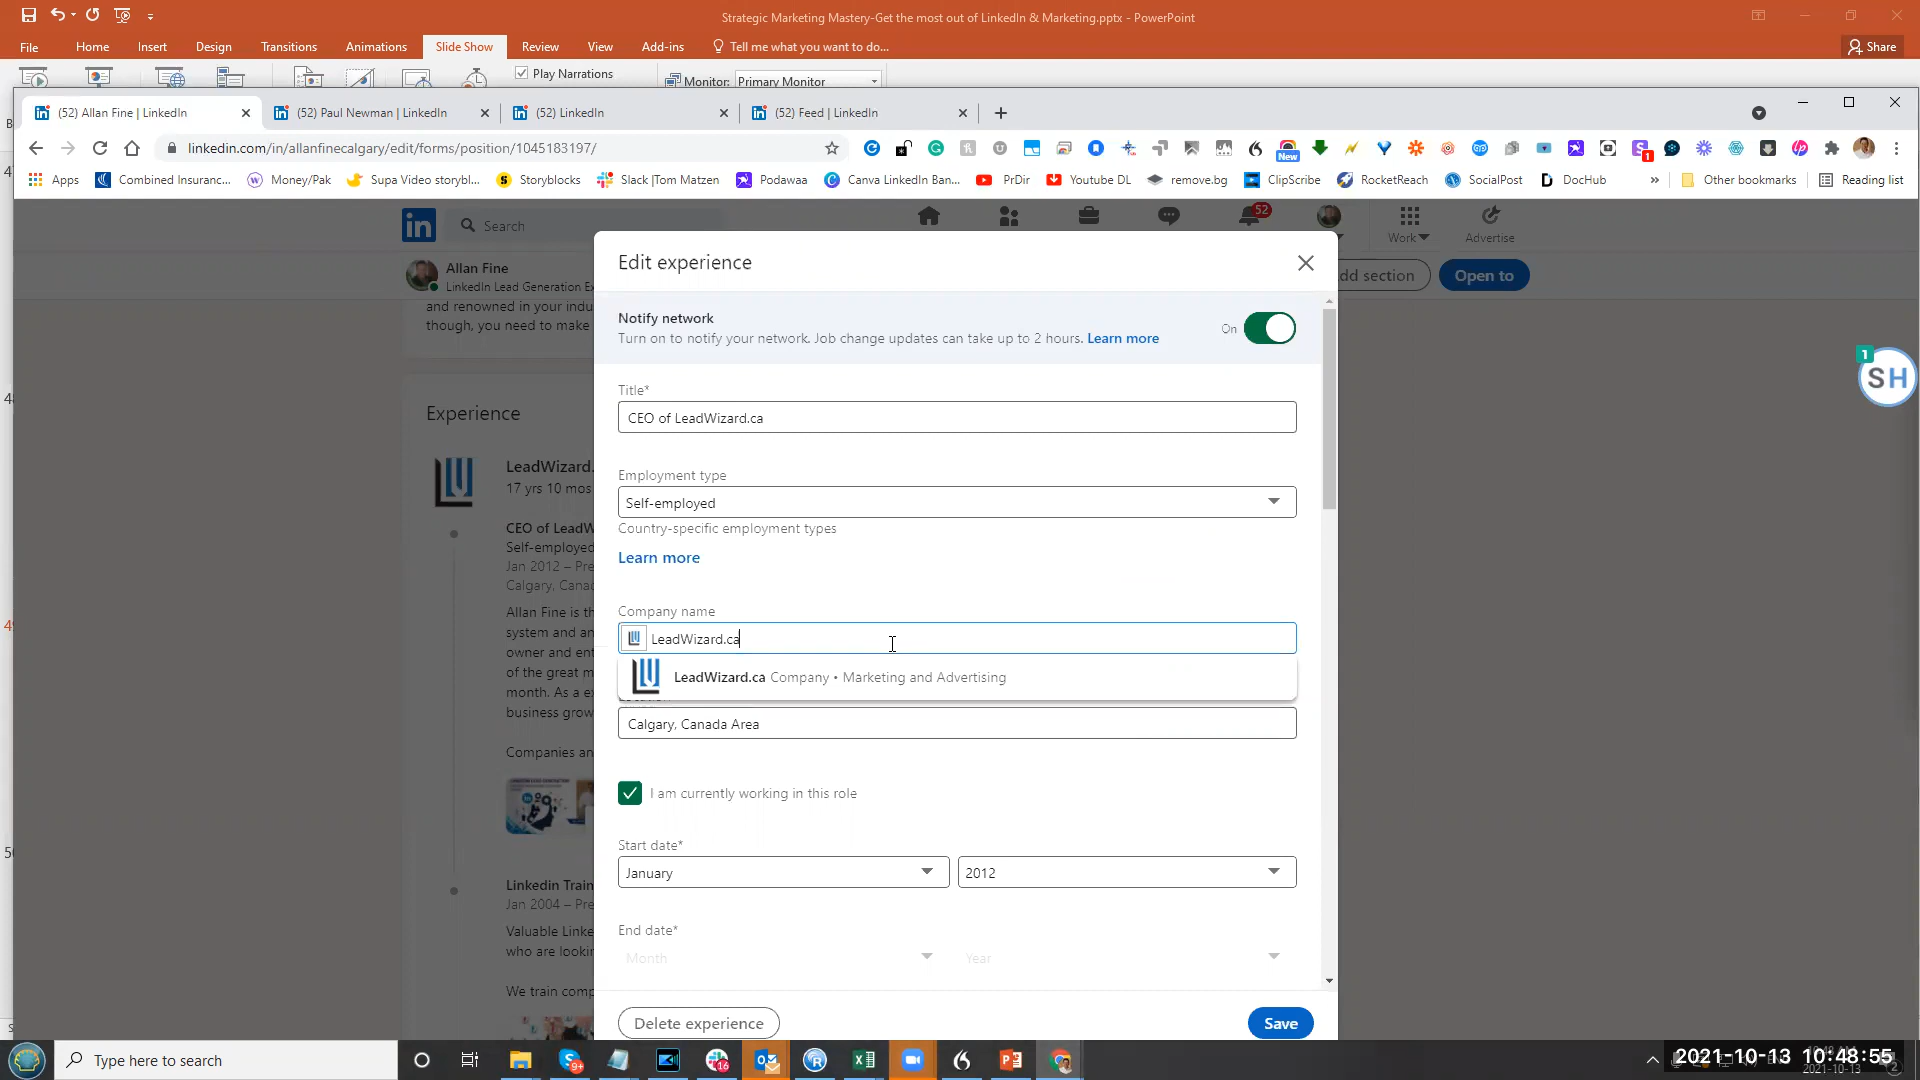 Strategic Marketing Mastery-Get the most out of LinkedIn & Marketing.pptx - PowerPoint
File Home Insert Design Transitions Animations Slide Show Review View Add-ins Tell me what you want to do... Share
Play Narrations Monitor: Primary Monitor
(52) Allan Fine | LinkedIn (52) Paul Newman | LinkedIn (52) LinkedIn (52) Feed | LinkedIn
linkedin.com/in/allanfinecalgary/edit/forms/position/1045183197/
New
1
Apps Combined Insuranc... Money/Pak Supa Video storybl... Storyblocks Slack |Tom Matzen Podawaa Canva LinkedIn Ban... PrDir Youtube DL remove.bg ClipScribe RocketReach SocialPost DocHub » Other bookmarks Reading list
in Search 52 Work Advertise
Allan Fine
LinkedIn Lead Generation Ex
dd section Open to
and renowned in your indu
though, you need to make
Experience
LeadWizard.
17 yrs 10 mos
CEO of LeadW
Self-employed
Jan 2012 – Pre
Calgary, Canad
Allan Fine is th
system and an
owner and ent
of the great m
month. As a e
business grow
Companies an
Linkedin Train
Jan 2004 – Pre
Valuable Linke
who are lookin
We train comp
Edit experience
Notify network
Turn on to notify your network. Job change updates can take up to 2 hours. Learn more
On
Title*
CEO of LeadWizard.ca
Employment type
Self-employed
Country-specific employment types
Learn more
Company name
LeadWizard.ca
LeadWizard.ca Company • Marketing and Advertising
Calgary, Canada Area
I am currently working in this role
Start date*
January 2012
End date*
Month Year
Delete experience Save
1
SH
Type here to search
9+
16
2021-10-13 10:48:55
2021-10-13